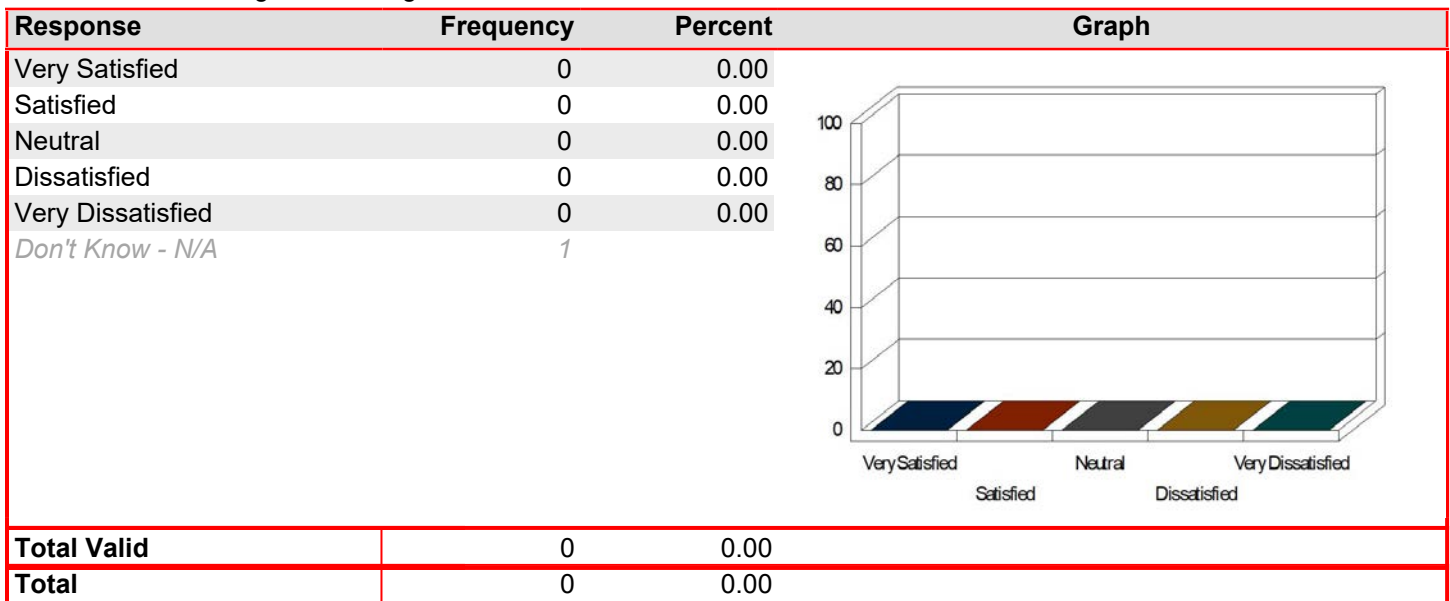 Response Frequency Percent Graph
Very Satisfied 0 0.00
Satisfied 0 0.00
Neutral 0 0.00
Dissatisfied 0 0.00
Very Dissatisfied 0 0.00
Don't Know - N/A 1
100
80
60
40
20
0
Very Satisfied Neutral Very Dissatisfied
Satisfied Dissatisfied
Total Valid 0 0.00
Total 0 0.00